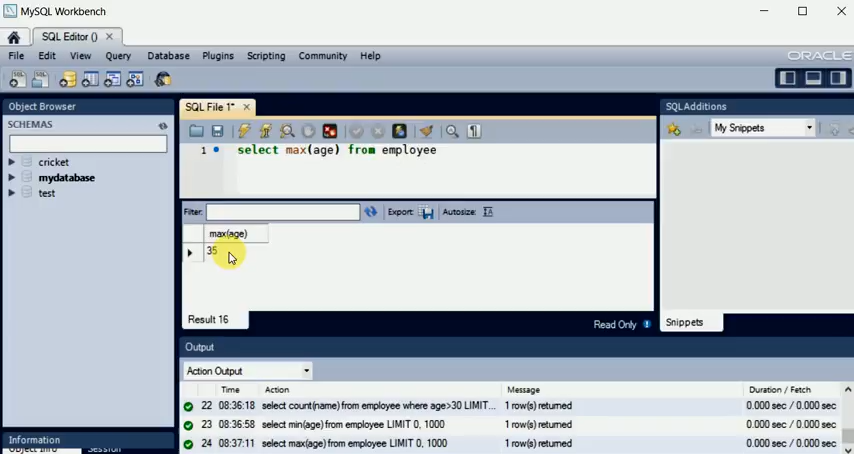 MySQL Workbench
SQL Editor ()
File Edit View Query Database Plugins Scripting Community Help
ORACLE
Object Browser
SCHEMAS
cricket
mydatabase
test
Information
Object Info Session
SQL File 1*
1 select max(age) from employee
Filter: Export: Autosize:
max(age)
35
Result 16
Read Only
SQL Additions
My Snippets
Snippets
Output
Action Output
Time Action Message Duration / Fetch
22 08:36:18 select count(name) from employee where age>30 LIMIT... 1 row(s) returned 0.000 sec / 0.000 sec
23 08:36:58 select min(age) from employee LIMIT 0, 1000 1 row(s) returned 0.000 sec / 0.000 sec
24 08:37:11 select max(age) from employee LIMIT 0, 1000 1 row(s) returned 0.000 sec / 0.000 sec